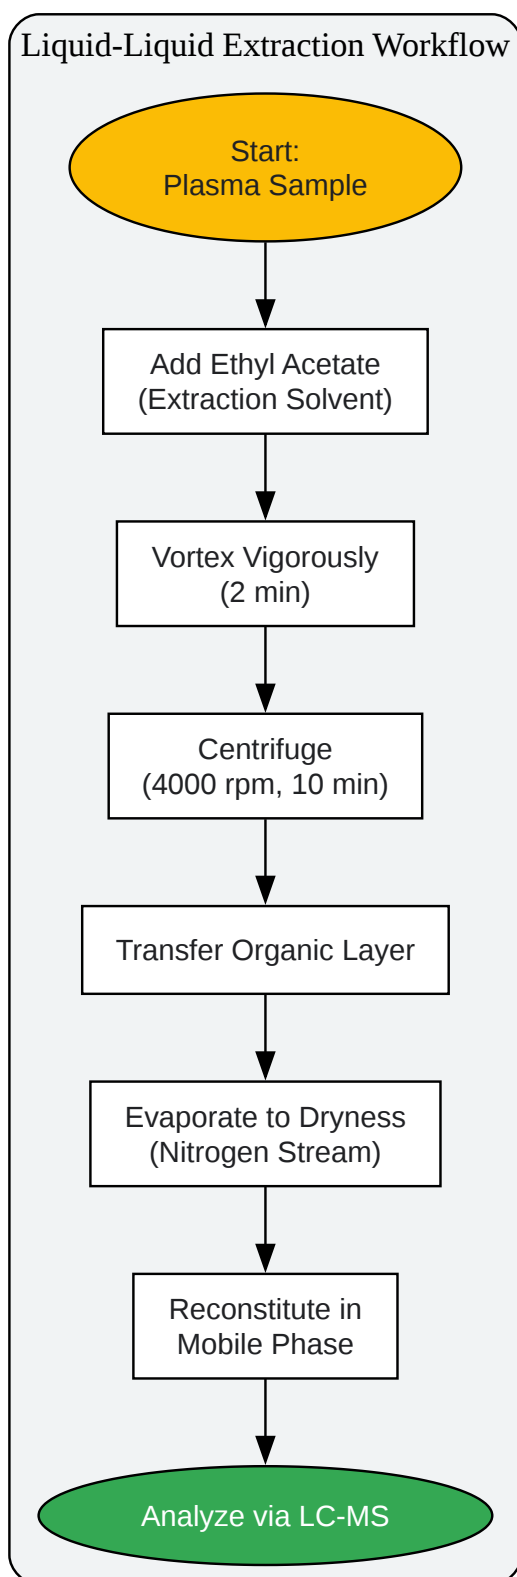 Liquid-Liquid Extraction Workflow
Start:
Plasma Sample
Add Ethyl Acetate
(Extraction Solvent)
Vortex Vigorously
(2 min)
Centrifuge
(4000 rpm, 10 min)
Transfer Organic Layer
Evaporate to Dryness
(Nitrogen Stream)
Reconstitute in
Mobile Phase
Analyze via LC-MS